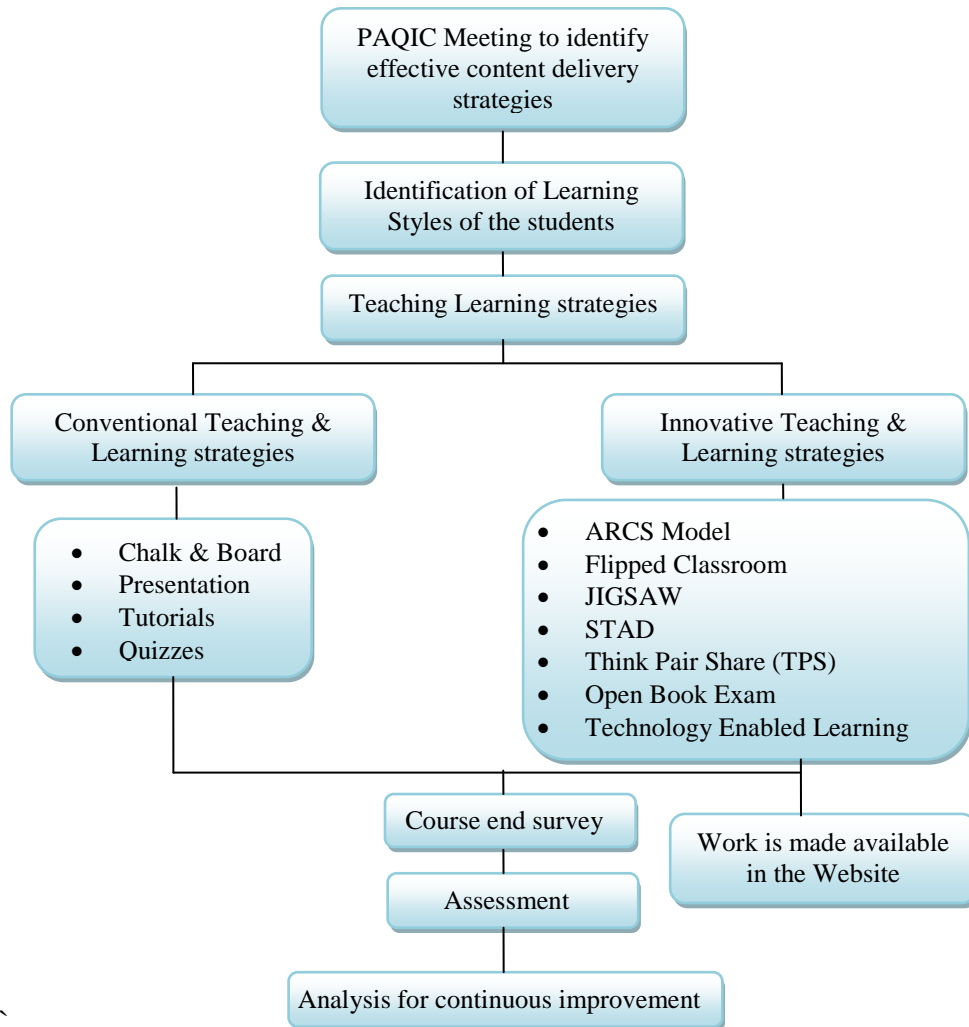 PAQIC Meeting to identify
effective content delivery
strategies
Identification of Learning
Styles of the students
Teaching Learning strategies
Conventional Teaching &
Learning strategies
Innovative Teaching &
Learning strategies
• Chalk & Board
• Presentation
• Tutorials
• Quizzes
• ARCS Model
• Flipped Classroom
• JIGSAW
• STAD
• Think Pair Share (TPS)
• Open Book Exam
• Technology Enabled Learning
Course end survey
Work is made available
in the Website
Assessment
Analysis for continuous improvement
`